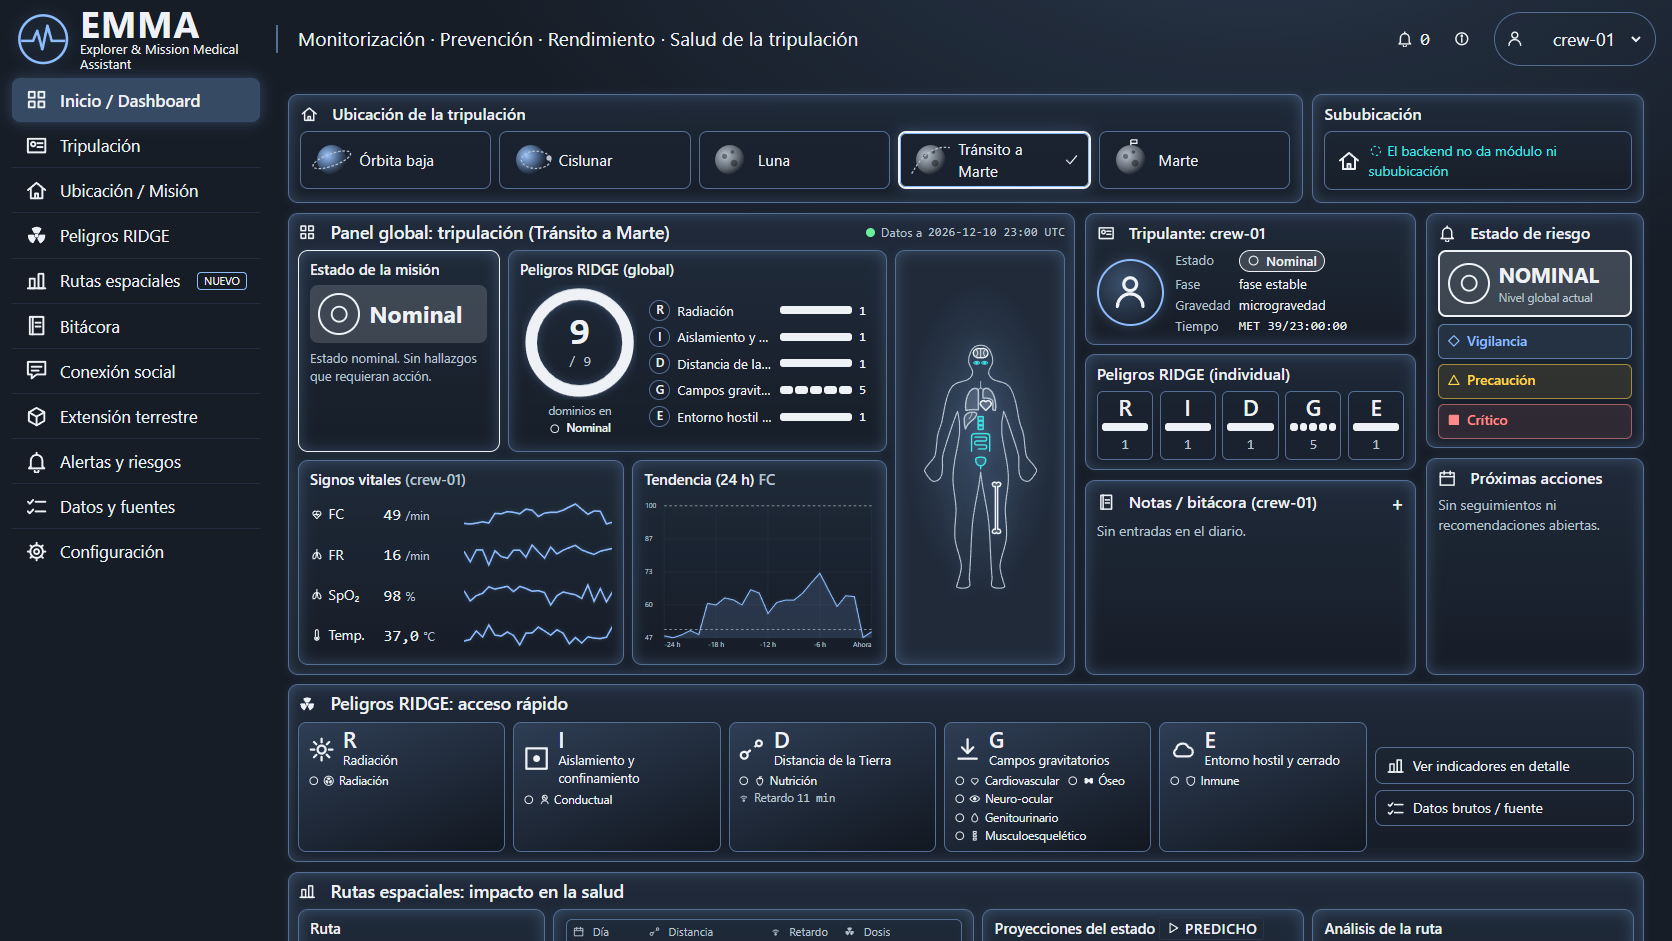 EMMA
Explorer & Mission Medical
Assistant
Monitorización · Prevención · Rendimiento · Salud de la tripulación
0
crew-01
Inicio / Dashboard
Tripulación
Ubicación / Misión
Peligros RIDGE
Rutas espaciales NUEVO
Bitácora
Conexión social
Extensión terrestre
Alertas y riesgos
Datos y fuentes
Configuración
Ubicación de la tripulación
Órbita baja
Cislunar
Luna
Tránsito a
Marte
Marte
Sububicación
El backend no da módulo ni
sububicación
Panel global: tripulación (Tránsito a Marte)
Datos a 2026-12-10 23:00 UTC
Estado de la misión
Nominal
Estado nominal. Sin hallazgos
que requieran acción.
Peligros RIDGE (global)
9
/ 9
dominios en
Nominal
R Radiación 1
I Aislamiento y ... 1
D Distancia de la... 1
G Campos gravit... 5
E Entorno hostil ... 1
Signos vitales (crew-01)
FC 49 /min
FR 16 /min
SpO₂ 98 %
Temp. 37,0 °C
Tendencia (24 h) FC
100
87
73
60
47
-24 h -18 h -12 h -6 h Ahora
Tripulante: crew-01
Estado Nominal
Fase fase estable
Gravedad microgravedad
Tiempo MET 39/23:00:00
Peligros RIDGE (individual)
R I D G E
1 1 1 5 1
Notas / bitácora (crew-01) +
Sin entradas en el diario.
Estado de riesgo
NOMINAL
Nivel global actual
Vigilancia
Precaución
Crítico
Próximas acciones
Sin seguimientos ni
recomendaciones abiertas.
Peligros RIDGE: acceso rápido
R
Radiación
Radiación
I
Aislamiento y
confinamiento
Conductual
D
Distancia de la Tierra
Nutrición
Retardo 11 min
G
Campos gravitatorios
Cardiovascular Óseo
Neuro-ocular
Genitourinario
Musculoesquelético
E
Entorno hostil y cerrado
Inmune
Ver indicadores en detalle
Datos brutos / fuente
Rutas espaciales: impacto en la salud
Ruta
Día Distancia Retardo Dosis
Proyecciones del estado PREDICHO
Análisis de la ruta